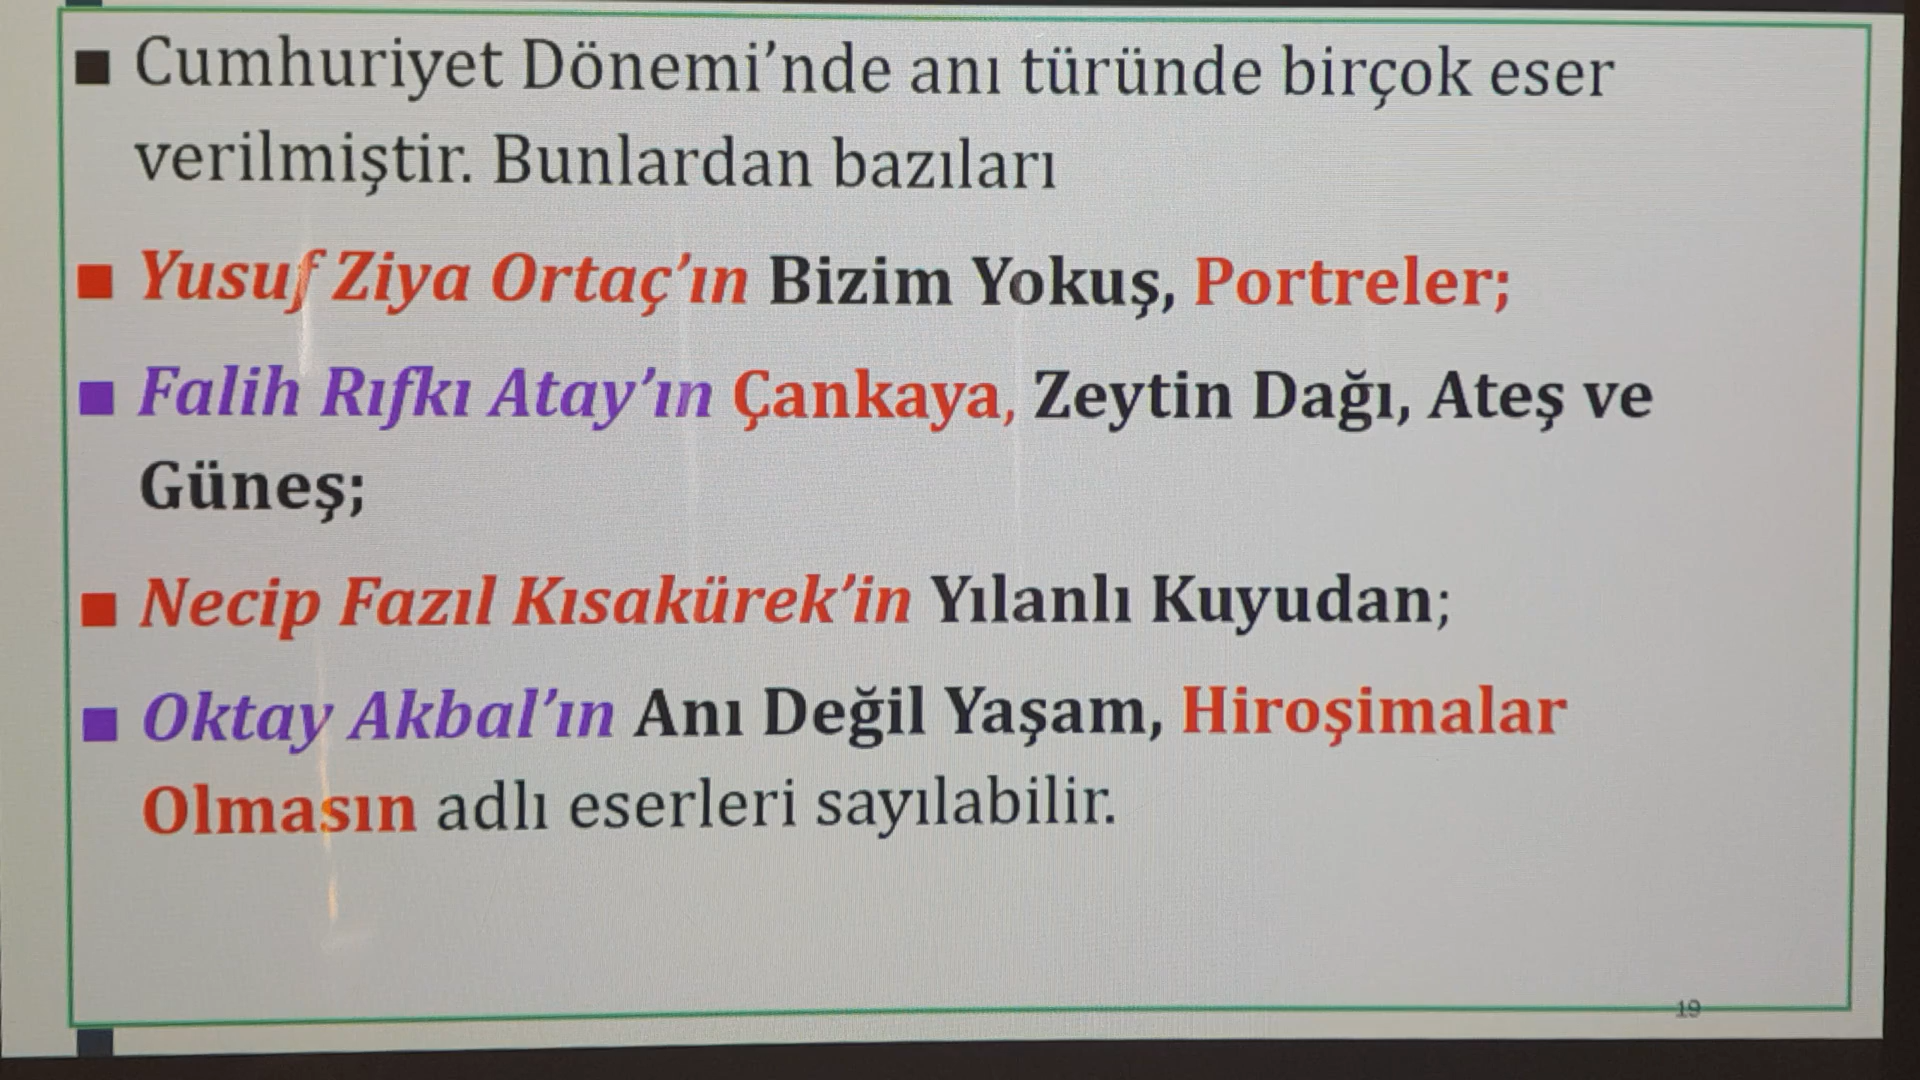 ▪ Cumhuriyet Dönemi’nde anı türünde birçok eser
verilmiştir. Bunlardan bazıları
▪ Yusuf Ziya Ortaç’ın Bizim Yokuş, Portreler;
▪ Falih Rıfkı Atay’ın Çankaya, Zeytin Dağı, Ateş ve
Güneş;
▪ Necip Fazıl Kısakürek’in Yılanlı Kuyudan;
▪ Oktay Akbal’ın Anı Değil Yaşam, Hiroşimalar
Olmasın adlı eserleri sayılabilir.
19